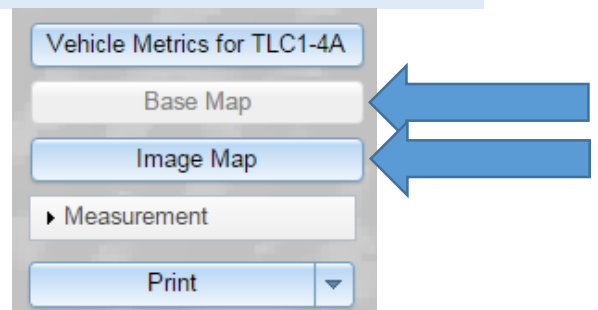 Vehicle Metrics for TLC1-4A
Base Map
Image Map
Measurement
Print